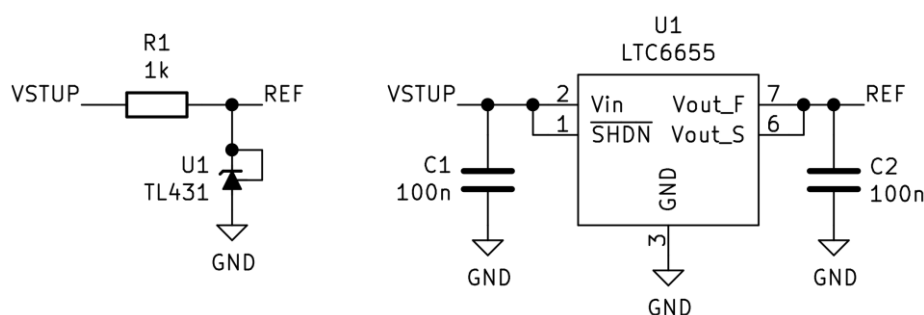 R1
1k
VSTUP
REF
U1
TL431
GND
U1
LTC6655
VSTUP
2
Vin
Vout_F
7
REF
1
SHDN
Vout_S
6
C1
100n
GND
3
C2
100n
GND
GND
GND